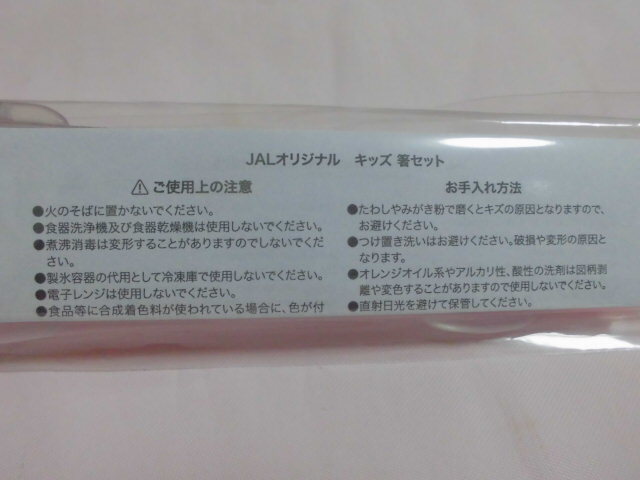 JALオリジナル　キッズ 箸セット
⚠ご使用上の注意
●火のそばに置かないでください。
●食器洗浄機及び食器乾燥機は使用しないでください。
●煮沸消毒は変形することがありますのでしないでくだ
さい。
●製氷容器の代用として冷凍庫で使用しないでください。
●電子レンジは使用しないでください。
●食品等に合成着色料が使われている場合に、色が付
お手入れ方法
●たわしやみがき粉で磨くとキズの原因となりますので、
お避けください。
●つけ置き洗いはお避けください。破損や変形の原因と
なります。
●オレンジオイル系やアルカリ性、酸性の洗剤は図柄剥
離や変色することがありますので使用しないでください。
●直射日光を避けて保管してください。